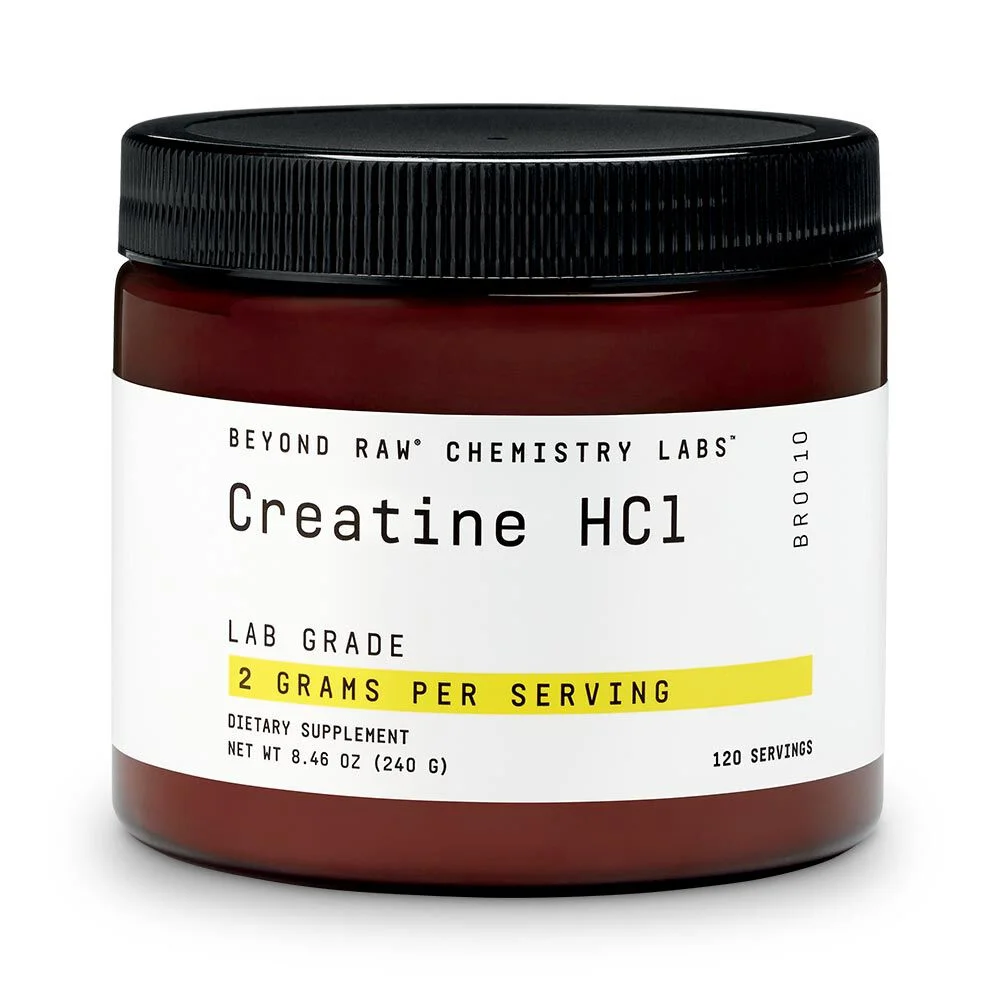 BEYOND RAW® CHEMISTRY LABS™
Creatine HCl
BR0010
LAB GRADE
2 GRAMS PER SERVING
DIETARY SUPPLEMENT
NET WT 8.46 OZ (240 G)
120 SERVINGS